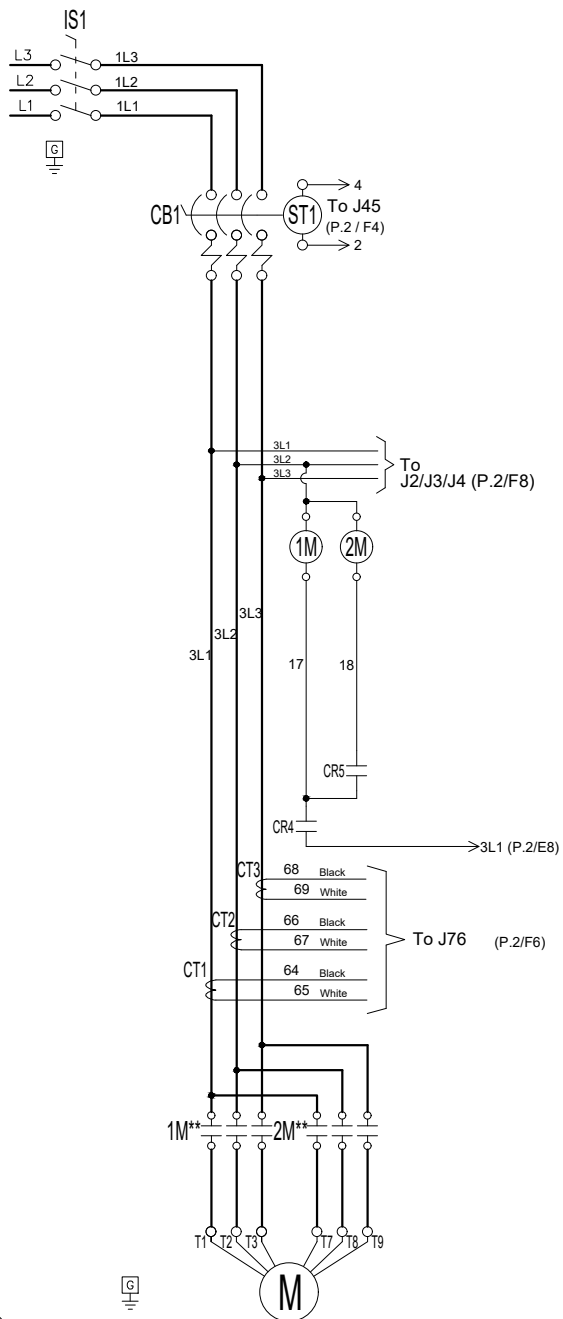 IS1
L3 1L3
L2 1L2
L1 1L1
G
4
CB1 ST1 To J45
(P.2 / F4)
2
3L1
3L2 To
3L3 J2/J3/J4 (P.2/F8)
1M 2M
3L3
3L2
3L1 17 18
CR5
CR4
3L1 (P.2/E8)
CT3 68 Black
69 White
CT2 66 Black
67 White To J76 (P.2/F6)
CT1 64 Black
65 White
1M** 2M**
T1 T2 T3 T7 T8 T9
G M